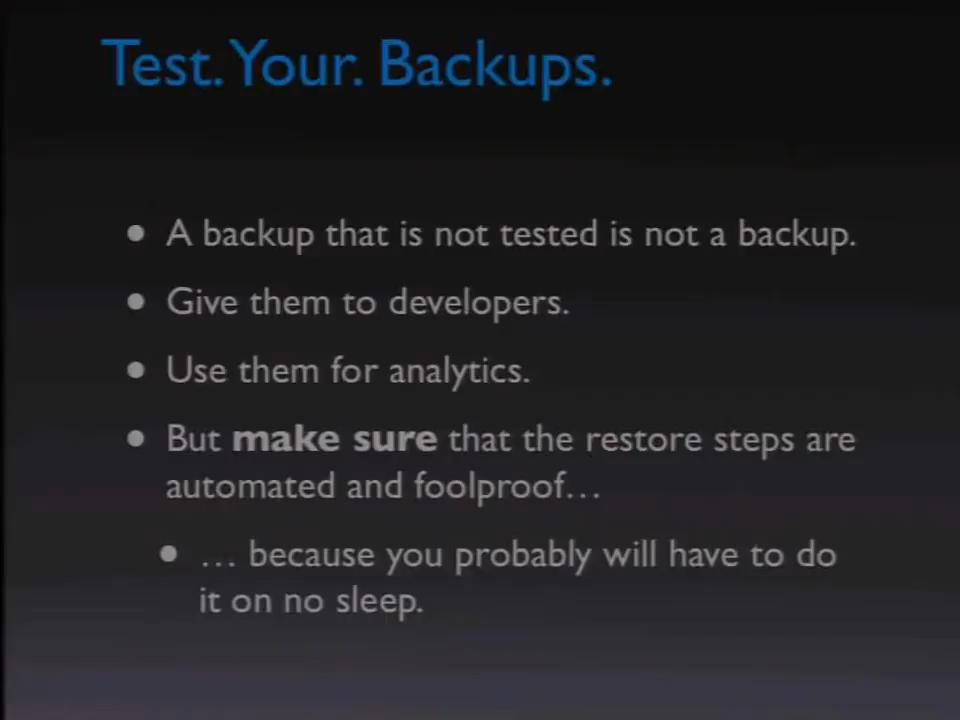 Test. Your. Backups.
• A backup that is not tested is not a backup.
• Give them to developers.
• Use them for analytics.
• But make sure that the restore steps are
automated and foolproof…
• … because you probably will have to do
it on no sleep.